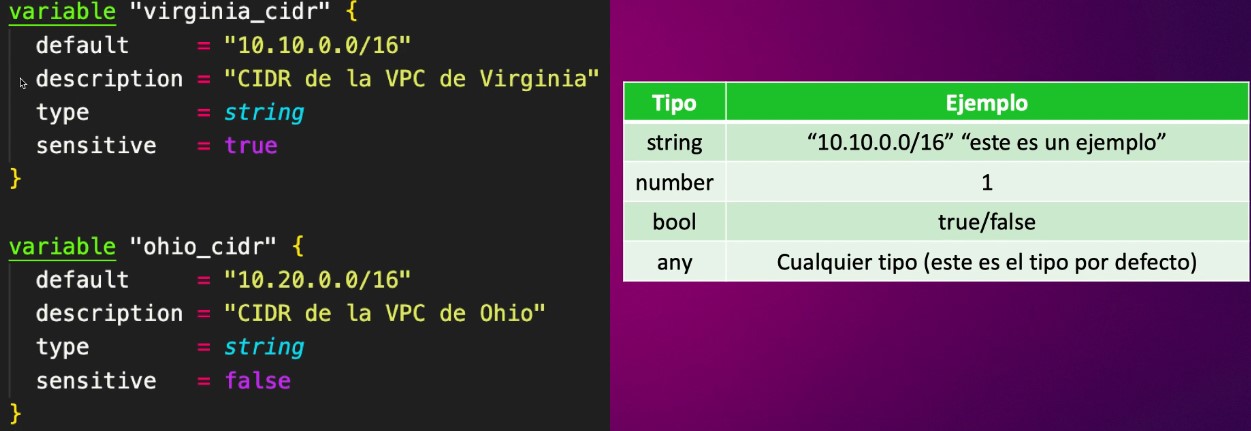 variable "virginia_cidr" {
default = "10.10.0.0/16"
description = "CIDR de la VPC de Virginia"
type = string
sensitive = true
}
variable "ohio_cidr" {
default = "10.20.0.0/16"
description = "CIDR de la VPC de Ohio"
type = string
sensitive = false
}
Tipo Ejemplo
string “10.10.0.0/16” “este es un ejemplo”
number 1
bool true/false
any Cualquier tipo (este es el tipo por defecto)